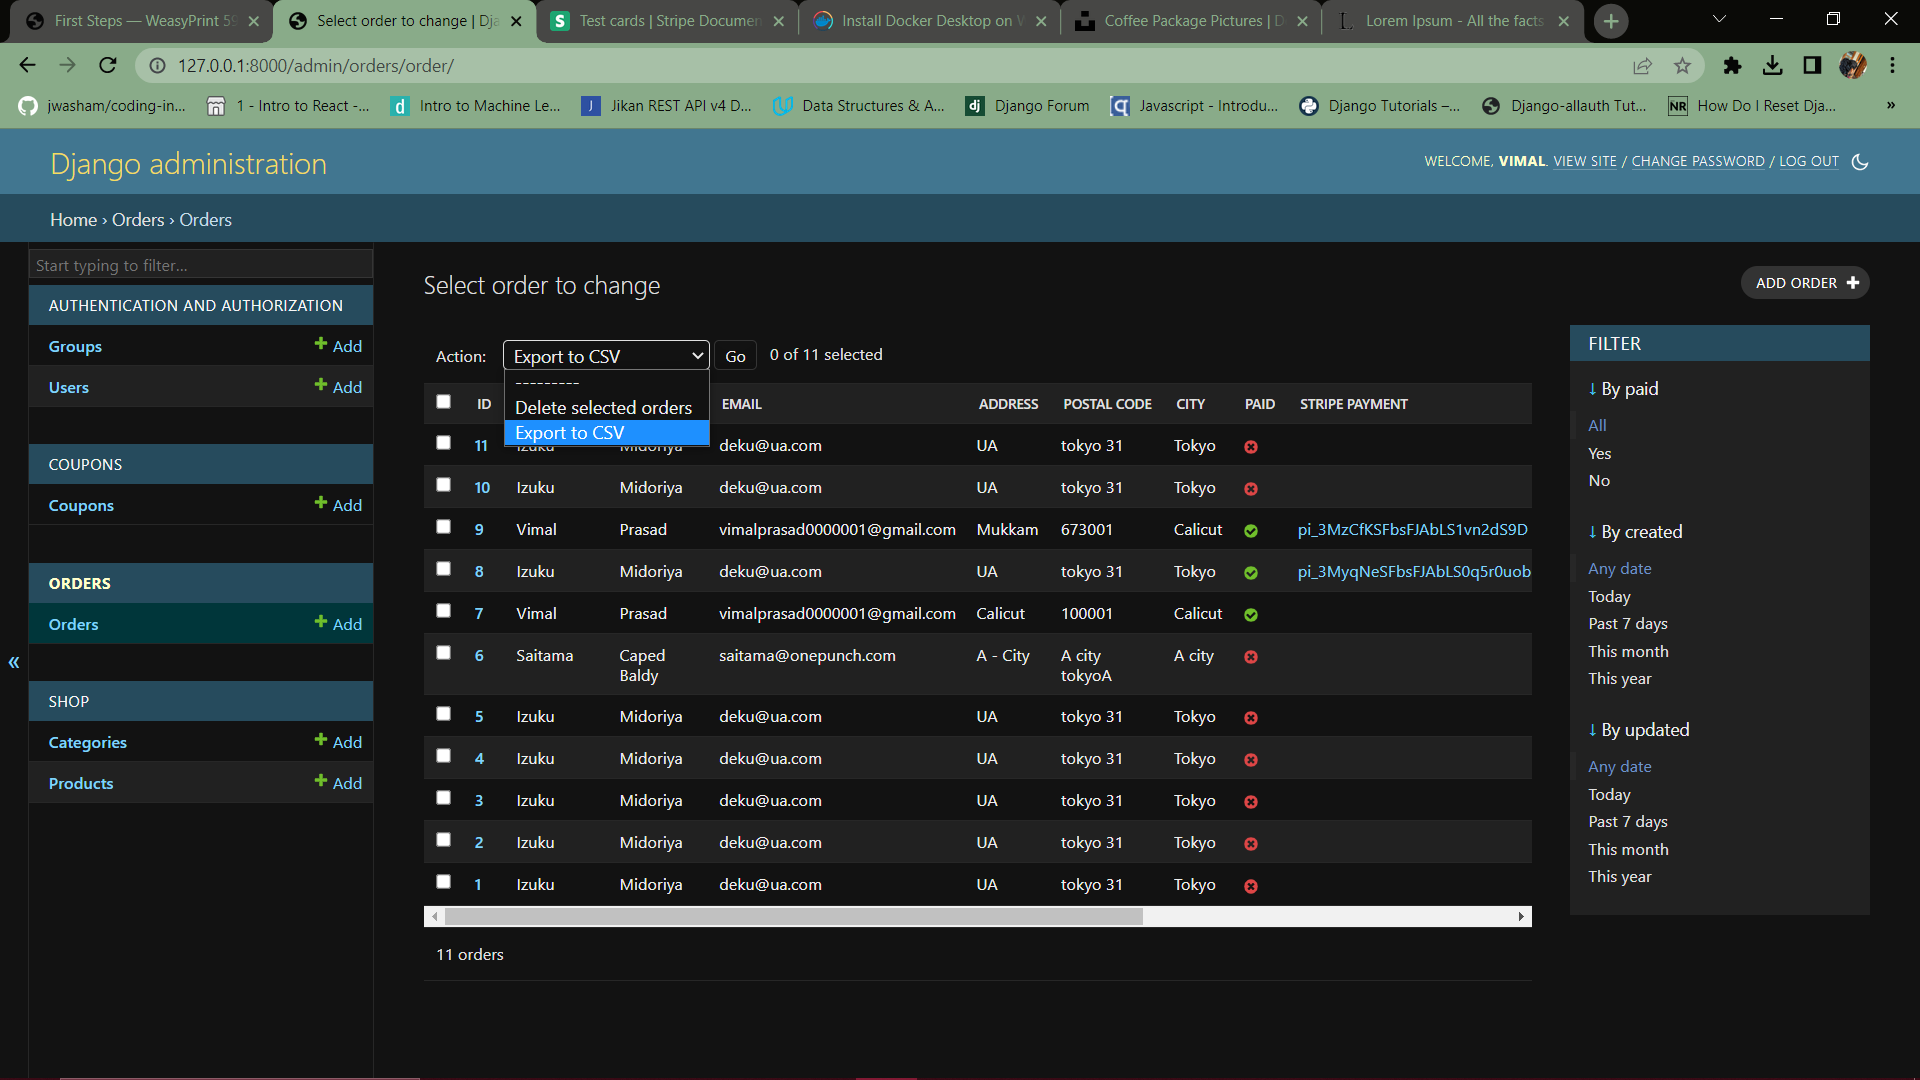 First Steps — WeasyPrint 59
Select order to change | Dja
Test cards | Stripe Documen
Install Docker Desktop on W
Coffee Package Pictures | D
Lorem Ipsum - All the facts
127.0.0.1:8000/admin/orders/order/
jwasham/coding-in...
1 - Intro to React -...
Intro to Machine Le...
Jikan REST API v4 D...
Data Structures & A...
Django Forum
Javascript - Introdu...
Django Tutorials –...
Django-allauth Tut...
How Do I Reset Dja...
»
Django administration
WELCOME, VIMAL. VIEW SITE / CHANGE PASSWORD / LOG OUT
Home › Orders › Orders
Start typing to filter...
AUTHENTICATION AND AUTHORIZATION
Groups + Add
Users + Add
COUPONS
Coupons + Add
ORDERS
Orders + Add
SHOP
Categories + Add
Products + Add
«
Select order to change
ADD ORDER +
Action: Export to CSV Go 0 of 11 selected
---------
Delete selected orders
Export to CSV
ID EMAIL ADDRESS POSTAL CODE CITY PAID STRIPE PAYMENT
11 Izuku Midoriya deku@ua.com UA tokyo 31 Tokyo
10 Izuku Midoriya deku@ua.com UA tokyo 31 Tokyo
9 Vimal Prasad vimalprasad0000001@gmail.com Mukkam 673001 Calicut pi_3MzCfKSFbsFJAbLS1vn2dS9D
8 Izuku Midoriya deku@ua.com UA tokyo 31 Tokyo pi_3MyqNeSFbsFJAbLS0q5r0uob
7 Vimal Prasad vimalprasad0000001@gmail.com Calicut 100001 Calicut
6 Saitama Caped Baldy saitama@onepunch.com A - City A city tokyoA A city
5 Izuku Midoriya deku@ua.com UA tokyo 31 Tokyo
4 Izuku Midoriya deku@ua.com UA tokyo 31 Tokyo
3 Izuku Midoriya deku@ua.com UA tokyo 31 Tokyo
2 Izuku Midoriya deku@ua.com UA tokyo 31 Tokyo
1 Izuku Midoriya deku@ua.com UA tokyo 31 Tokyo
11 orders
FILTER
↓ By paid
All
Yes
No
↓ By created
Any date
Today
Past 7 days
This month
This year
↓ By updated
Any date
Today
Past 7 days
This month
This year